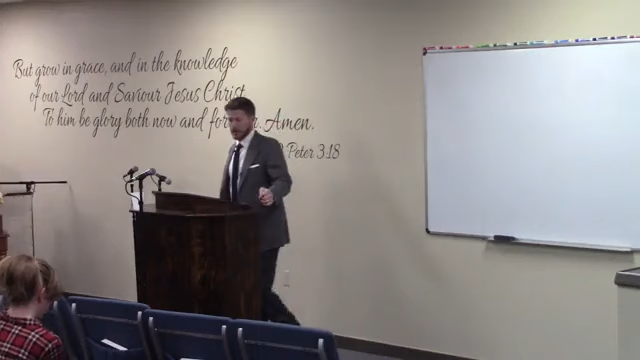 But grow in grace, and in the knowledge
of our Lord and Saviour Jesus Christ
To him be glory both now and for r. Amen.
Peter 3:18